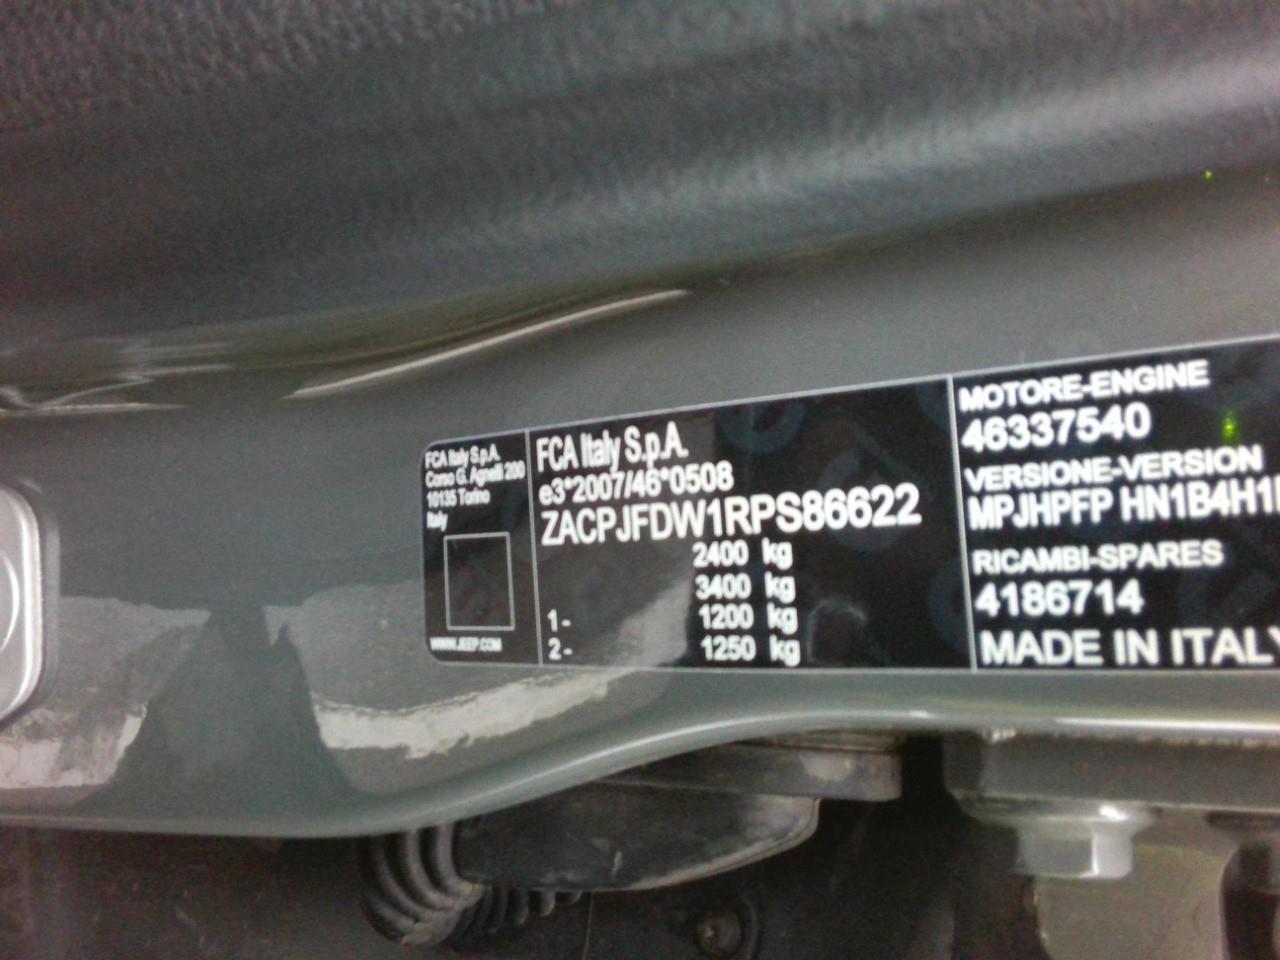 FCA Italy S.p.A.
Corso G. Agnelli 200
10135 Torino
Italy
WWW.JEEP.COM
FCA Italy S.p.A.
e3*2007/46*0508
ZACPJFDW1RPS86622
2400 kg
3400 kg
1- 1200 kg
2- 1250 kg
MOTORE-ENGINE
46337540
VERSIONE-VERSION
MPJHPFP HN1B4H1
RICAMBI-SPARES
4186714
MADE IN ITALY